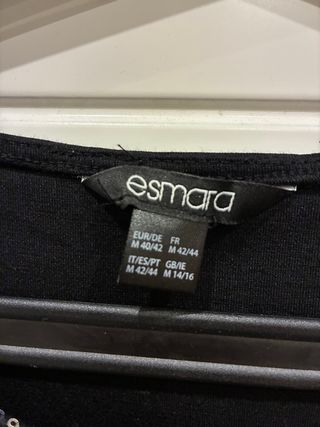 esmara
EUR/DE FR
M 40/42 M 42/44
IT/ES/PT GB/IE
M 42/44 M 14/16